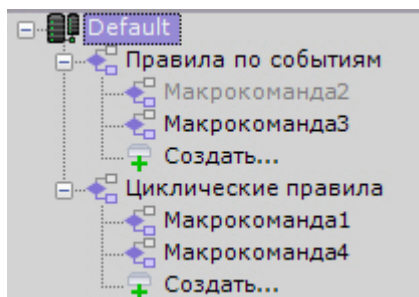 Default
Правила по событиям
Макрокоманда2
Макрокоманда3
Создать...
Циклические правила
Макрокоманда1
Макрокоманда4
Создать...